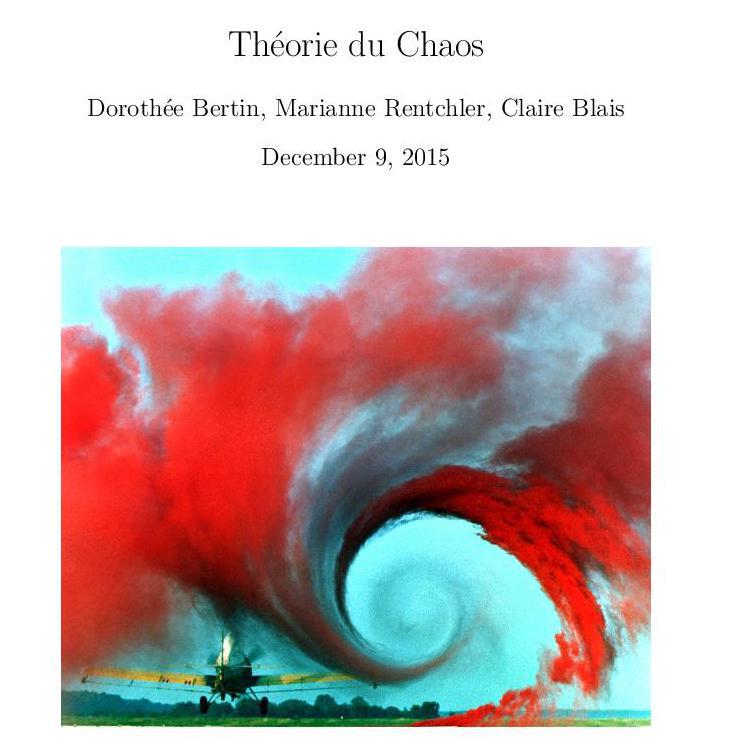 Théorie du Chaos
Dorothée Bertin, Marianne Rentchler, Claire Blais
December 9, 2015